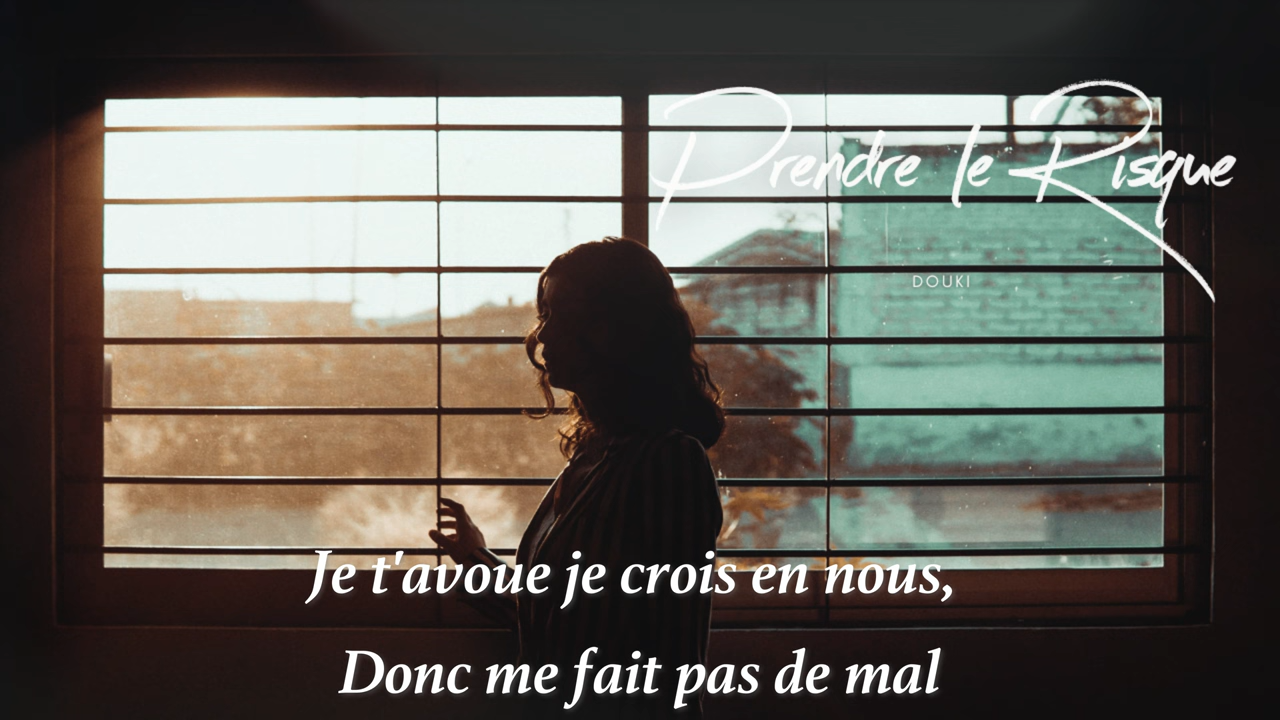 Prendre le Risque
DOUKI
Je t'avoue je crois en nous,
Donc me fait pas de mal